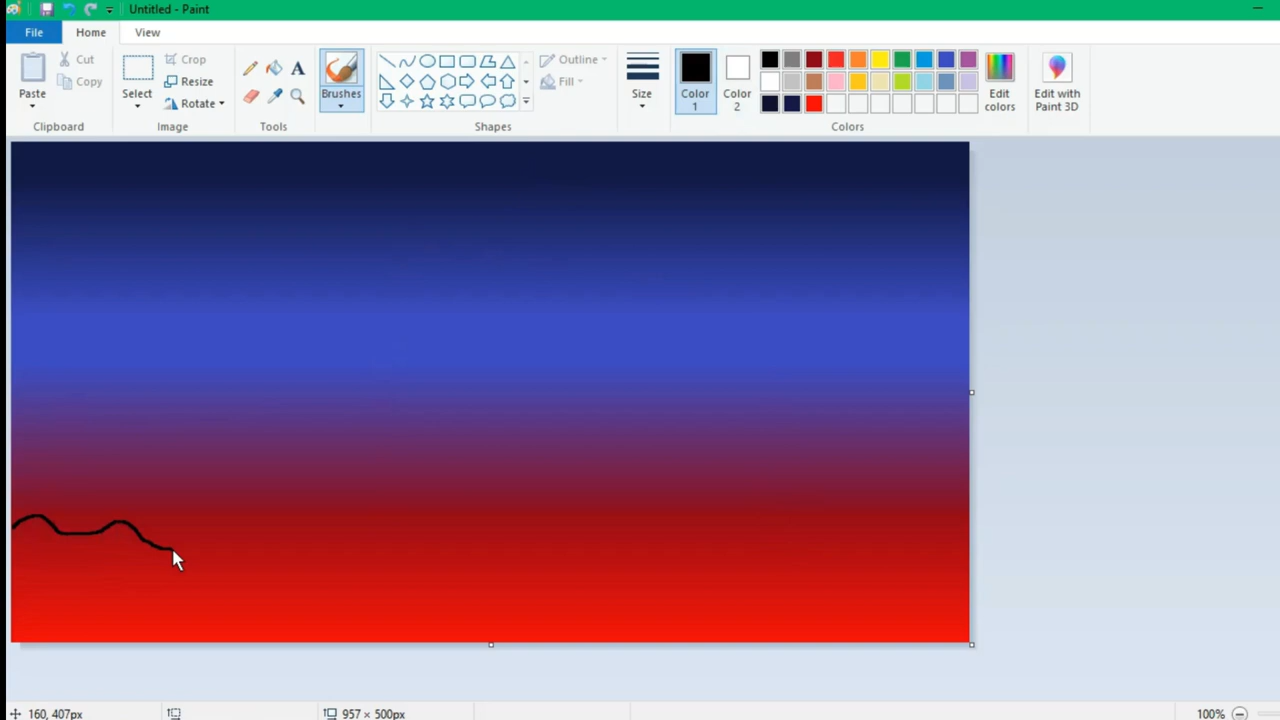 Untitled - Paint
File Home View
Paste
Cut
Copy
Clipboard
Select
Crop
Resize
Rotate
Image
A
Tools
Brushes
Outline
Fill
Shapes
Size
Color 1
Color 2
Edit colors
Colors
Edit with Paint 3D
160, 407px
957 × 500px
100%